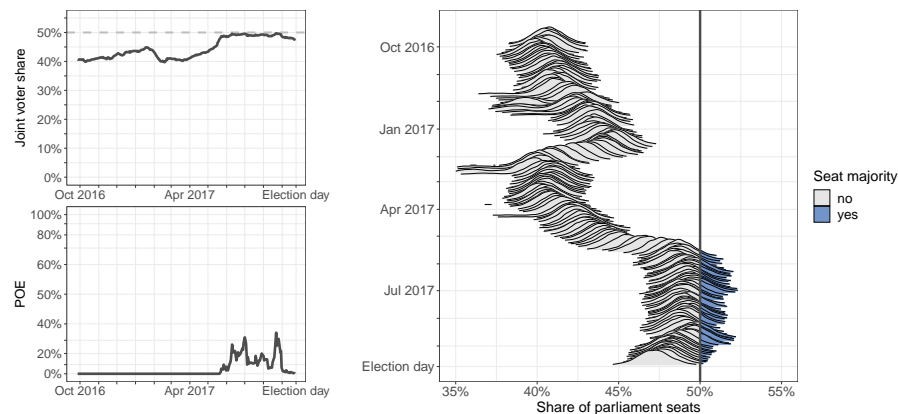 Joint voter share
50%
40%
30%
20%
10%
0%
Oct 2016
Apr 2017
Election day
POE
100%
80%
60%
40%
20%
0%
Oct 2016
Apr 2017
Election day
Oct 2016
Jan 2017
Apr 2017
Jul 2017
Election day
35%
40%
45%
50%
55%
Share of parliament seats
Seat majority
no
yes